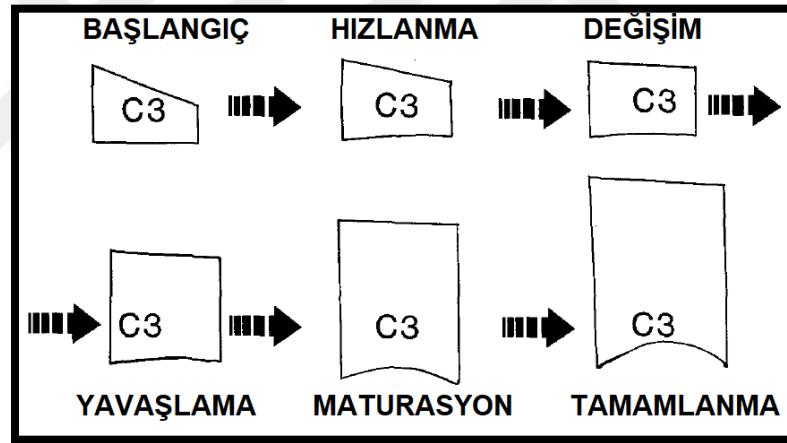 BAŞLANGIÇ HIZLANMA DEĞİŞİM
C3 C3 C3
C3 C3 C3
YAVAŞLAMA MATURASYON TAMAMLANMA